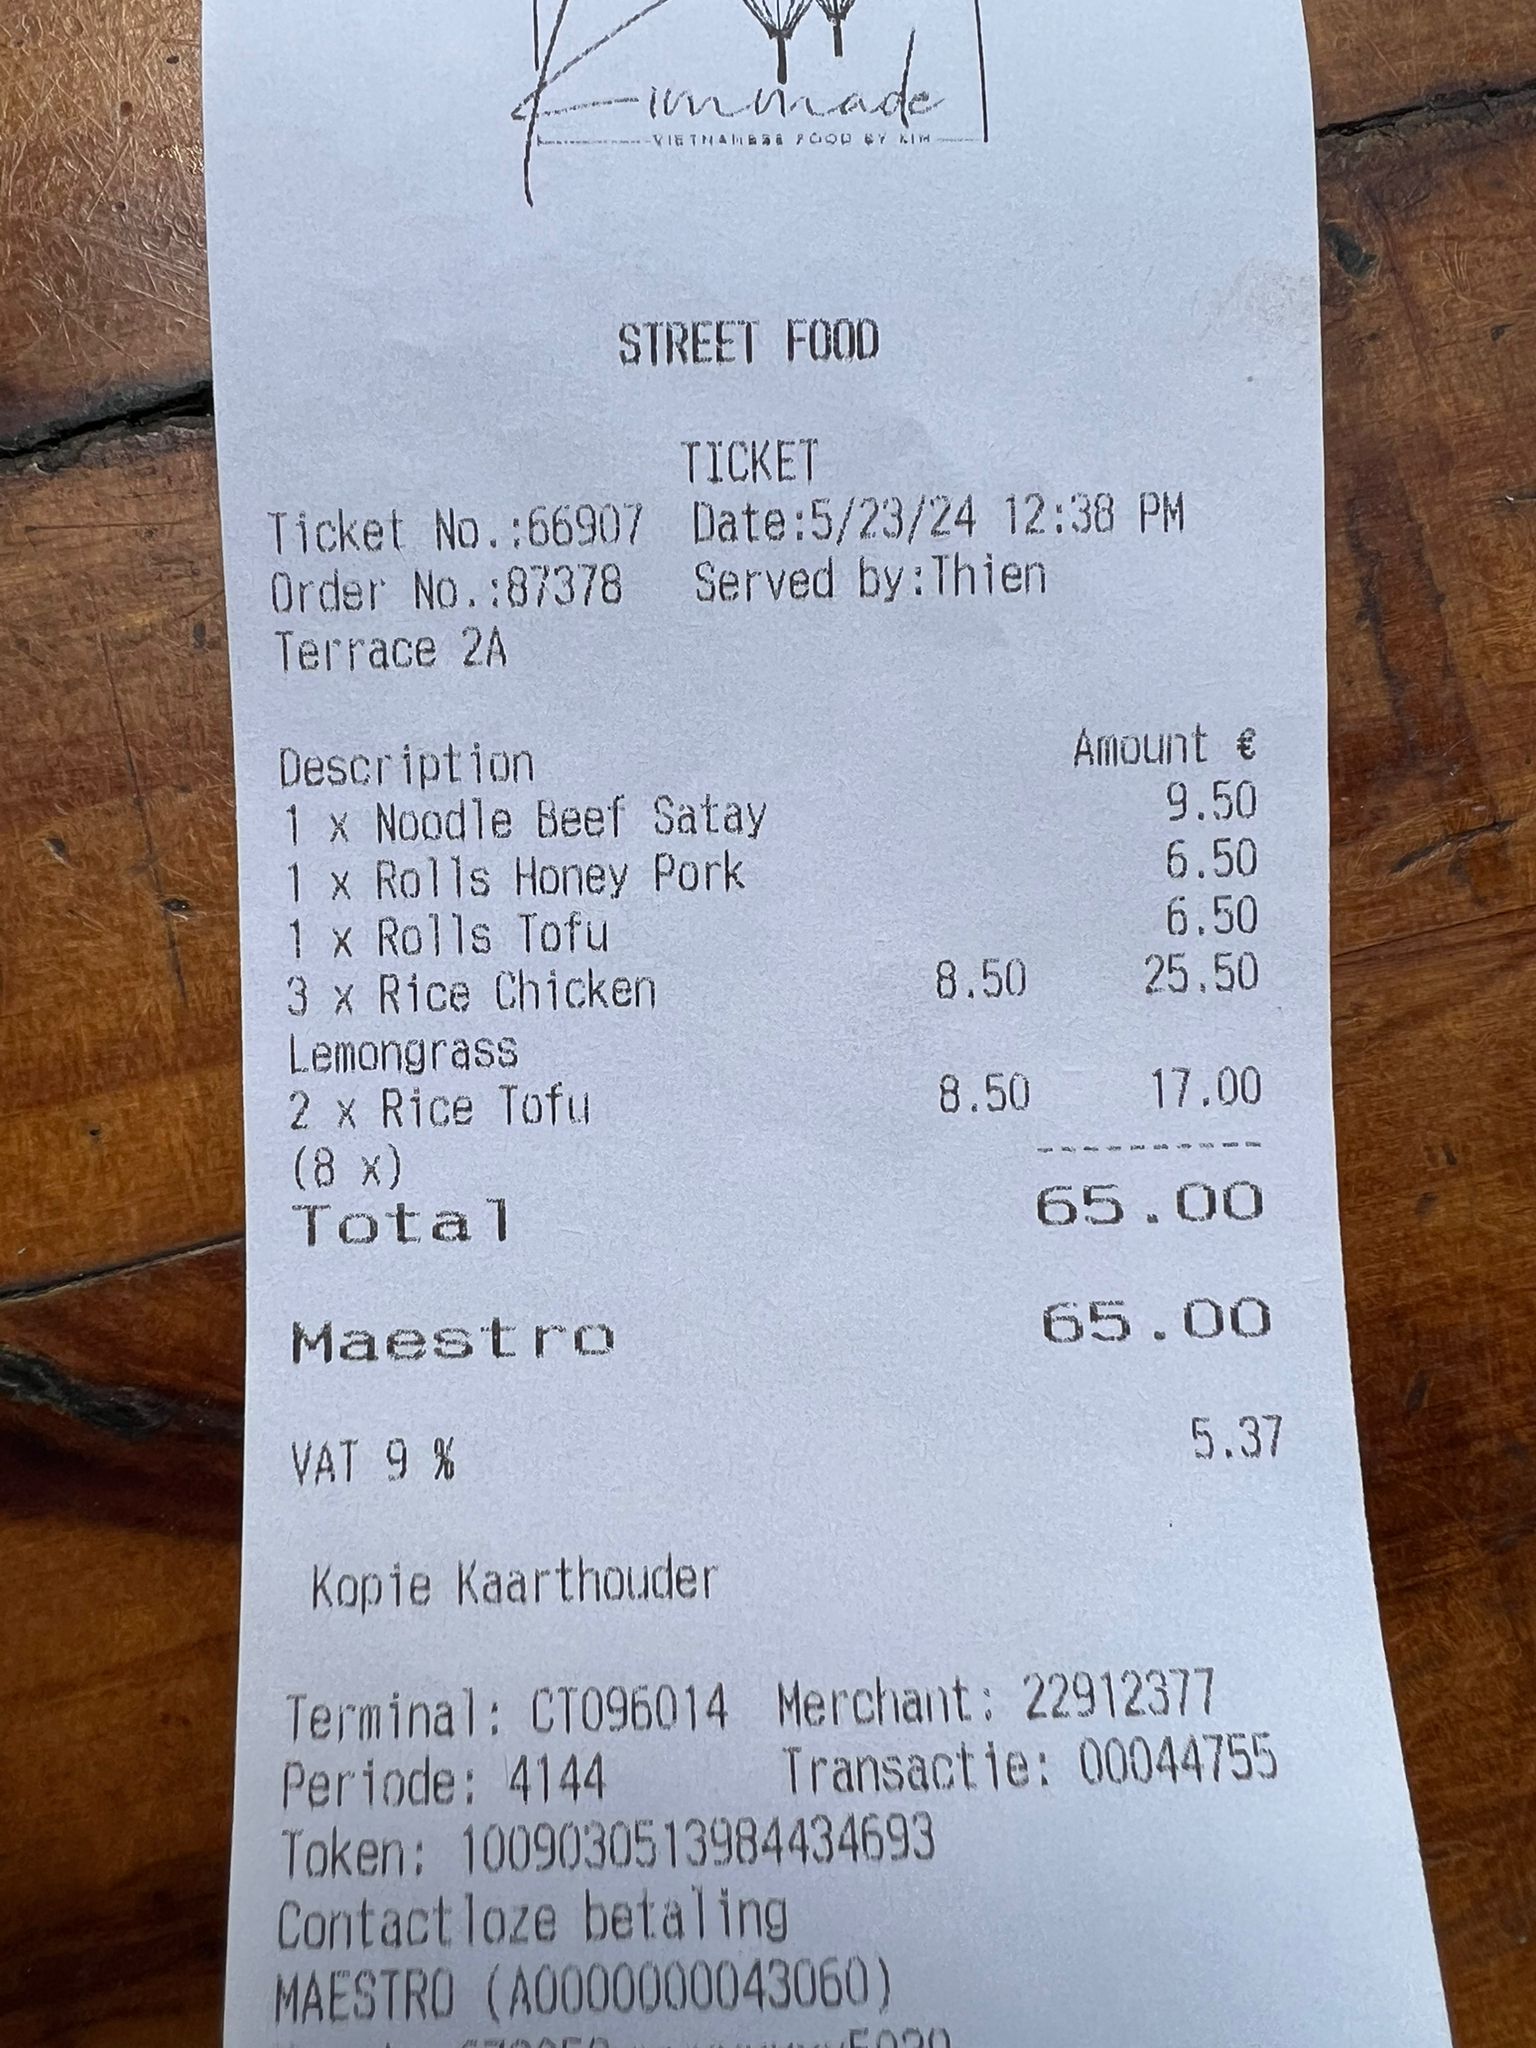 Kimmade
VIETNAMESE FOOD BY KIM
STREET FOOD
TICKET
Ticket No.:66907 Date:5/23/24 12:38 PM
Order No.:87378 Served by:Thien
Terrace 2A
Description Amount €
1 x Noodle Beef Satay 9.50
1 x Rolls Honey Pork 6.50
1 x Rolls Tofu 6.50
3 x Rice Chicken 8.50 25.50
Lemongrass
2 x Rice Tofu 8.50 17.00
(8 x) ----------
Total 65.00
Maestro 65.00
VAT 9 % 5.37
Kopie Kaarthouder
Terminal: CT096014 Merchant: 22912377
Periode: 4144 Transactie: 00044755
Token: 1009030513984434693
Contactloze betaling
MAESTRO (A0000000043060)